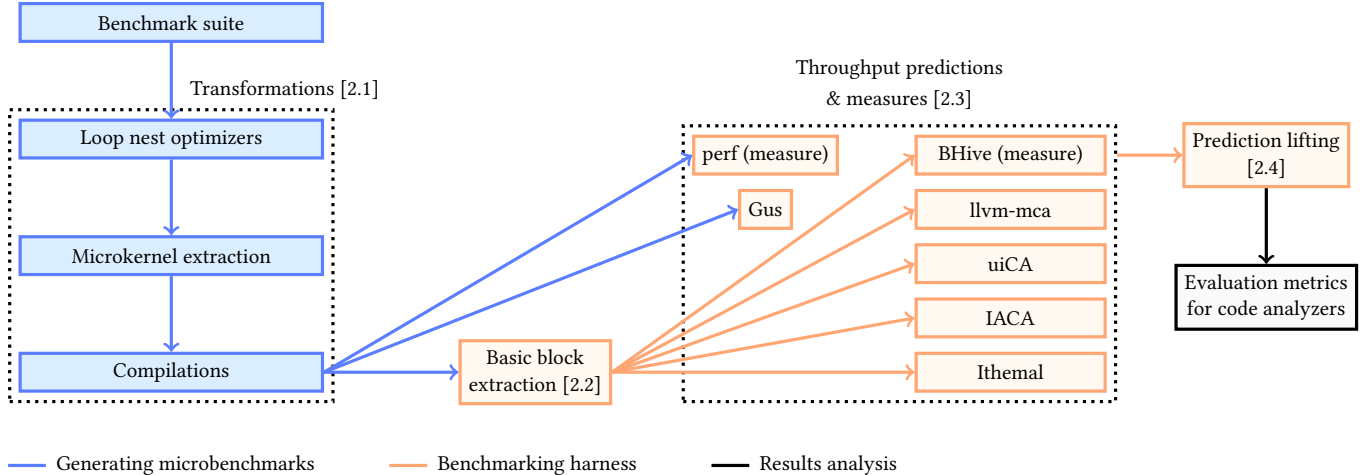 Benchmark suite
Transformations [2.1]
Loop nest optimizers
Microkernel extraction
Compilations
Basic block
extraction [2.2]
Throughput predictions
& measures [2.3]
perf (measure)
Gus
BHive (measure)
llvm-mca
uiCA
IACA
Ithemal
Prediction lifting
[2.4]
Evaluation metrics
for code analyzers
Generating microbenchmarks
Benchmarking harness
Results analysis